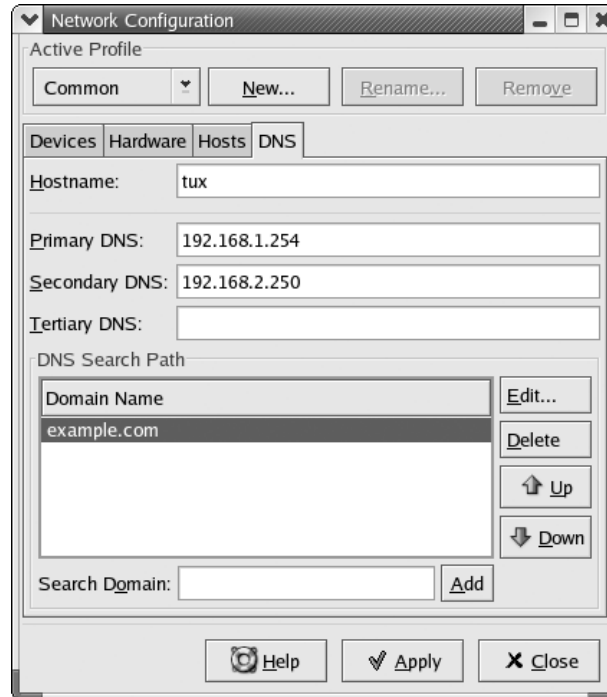 Network Configuration
Active Profile
Common New... Rename... Remove
Devices Hardware Hosts DNS
Hostname: tux
Primary DNS: 192.168.1.254
Secondary DNS: 192.168.2.250
Tertiary DNS:
DNS Search Path
Domain Name
Edit...
example.com
Delete
Up
Down
Search Domain: Add
Help Apply Close